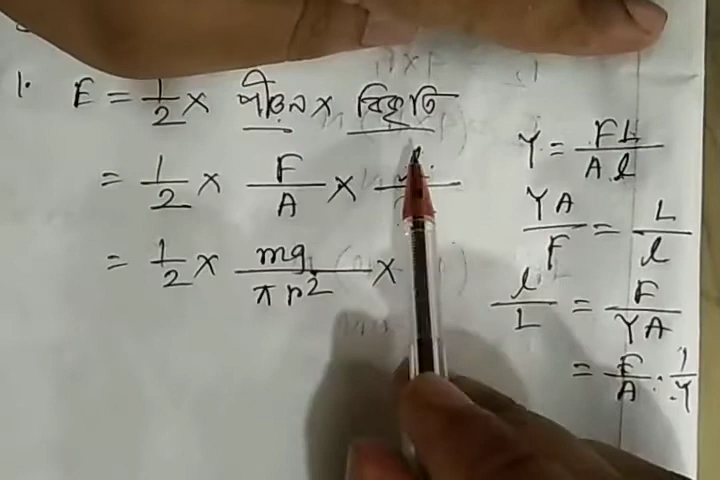 1. E = 1/2 × পীড়ন × বিকৃতি
= 1/2 × F/A ×
= 1/2 × mg/πr² ×
Y = FL/Al
YA/F = L/l
l/L = F/YA
= F/A · 1/Y